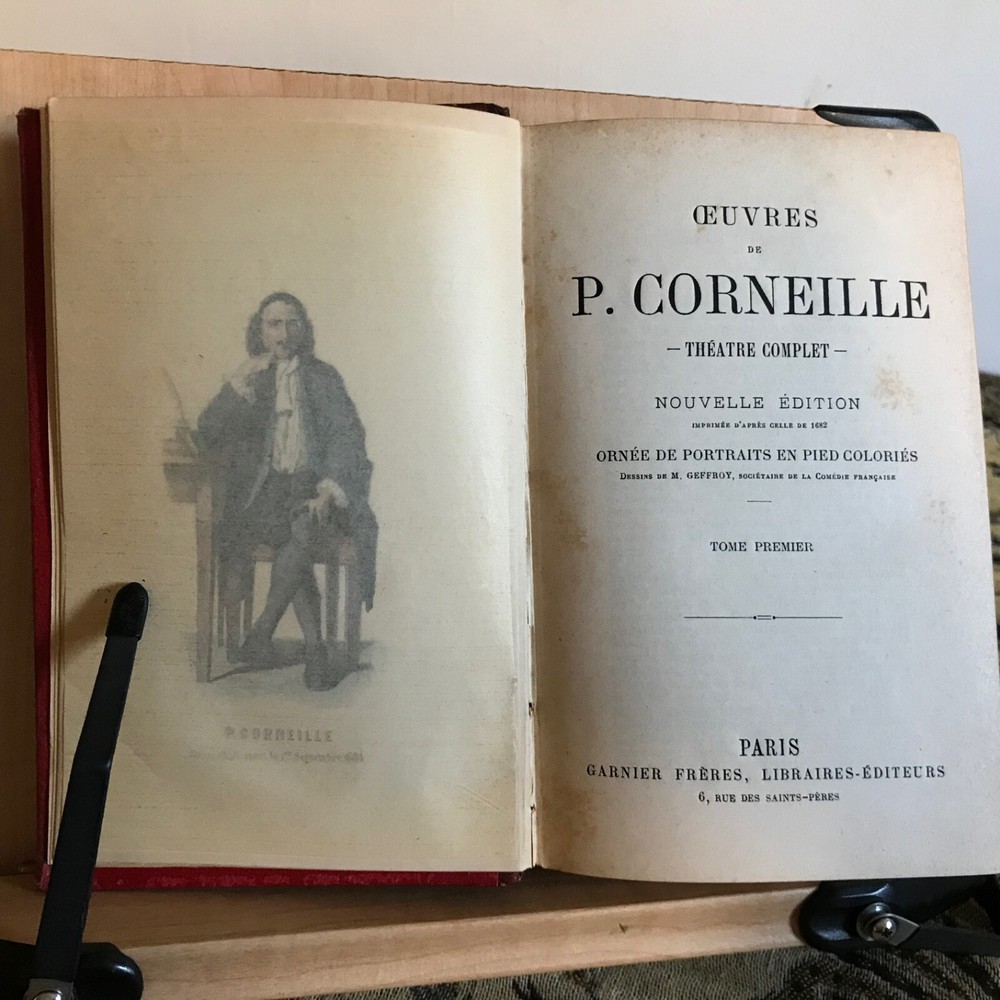 P. CORNEILLE
Septembre 1684
ŒUVRES
DE
P. CORNEILLE
— THÉATRE COMPLET —
NOUVELLE ÉDITION
IMPRIMÉE D'APRÈS CELLE DE 1682
ORNÉE DE PORTRAITS EN PIED COLORIÉS
DESSINS DE M. GEFFROY, SOCIÉTAIRE DE LA COMÉDIE FRANÇAISE
TOME PREMIER
PARIS
GARNIER FRÈRES, LIBRAIRES-ÉDITEURS
6, RUE DES SAINTS-PÈRES